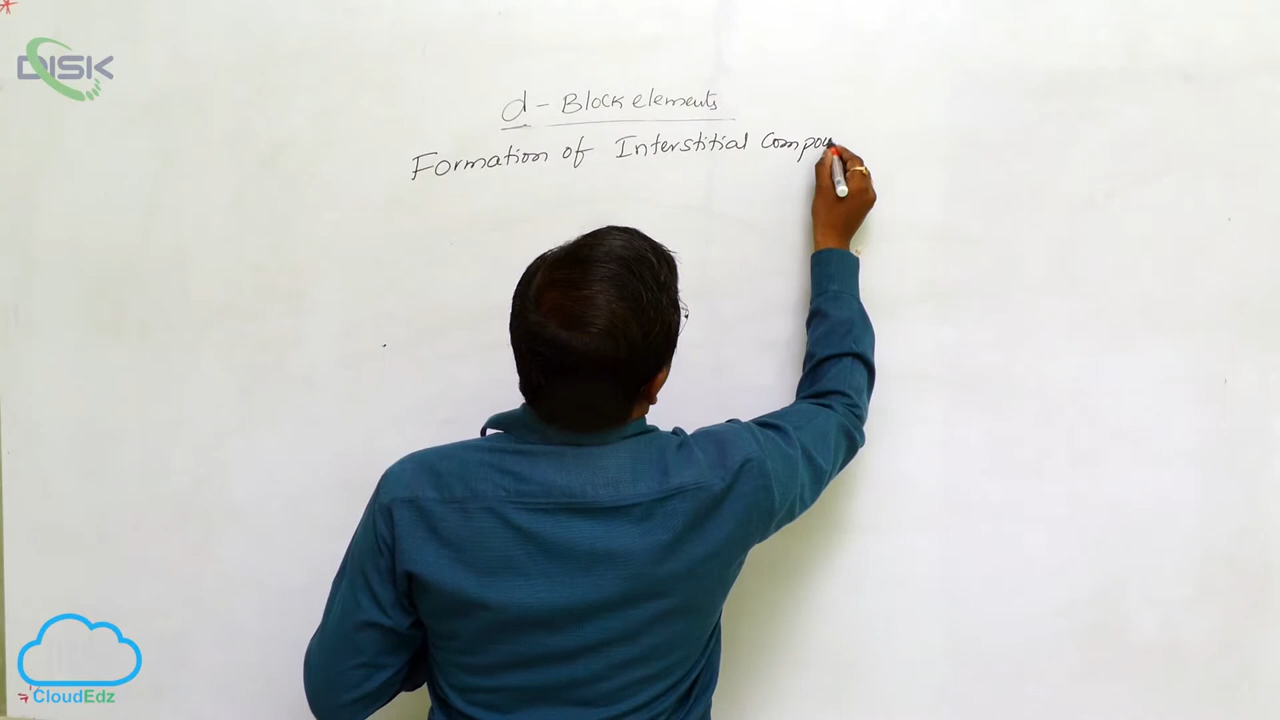 DISK
d - Block elements
Formation of Interstitial Compou
CloudEdz